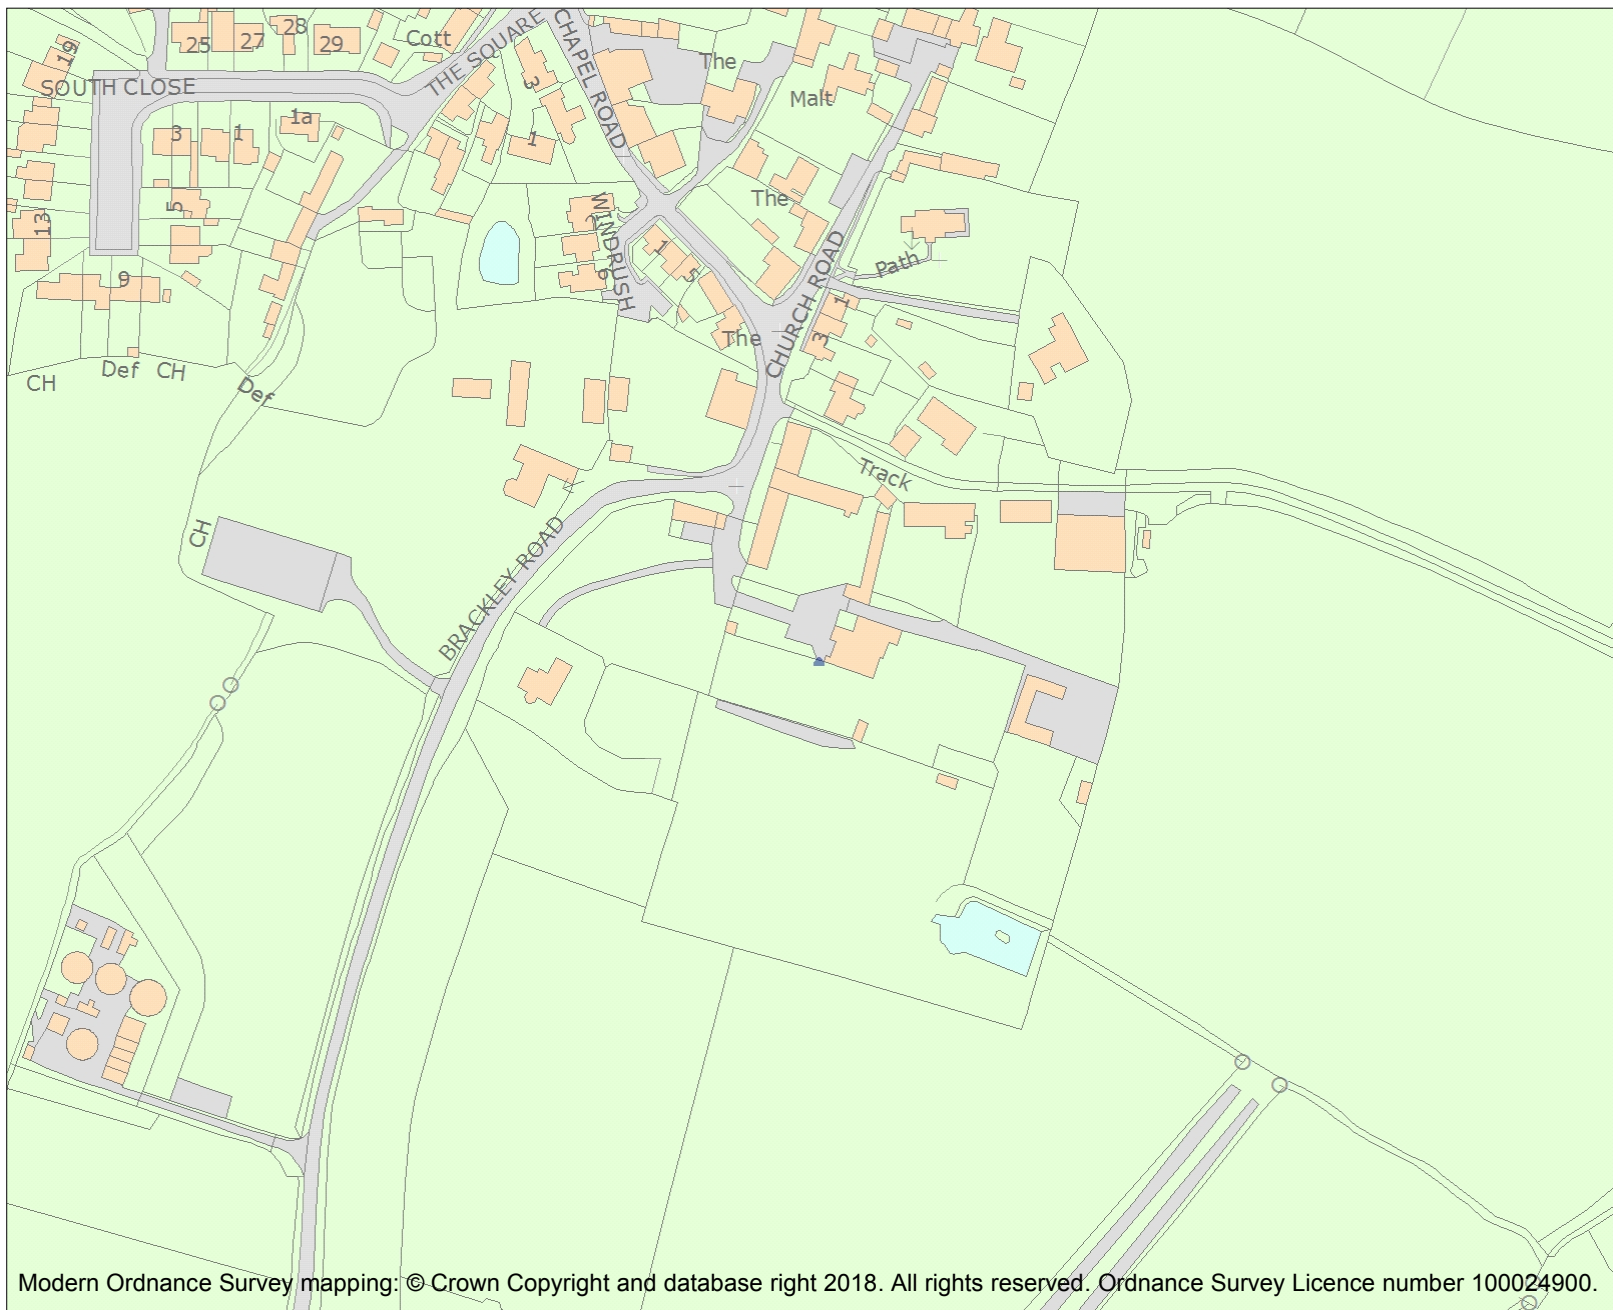 19
25
27
28
29
Cott
THE SQUARE
CHAPEL ROAD
The
SOUTH CLOSE
Malt
3
1
3
1
1a
5
13
9
The
WINDRUSH
2
6
1
5
Path
CHURCH ROAD
1
3
The
CH
Def
CH
Def
Track
CH
BRACKLEY ROAD
Modern Ordnance Survey mapping: © Crown Copyright and database right 2018. All rights reserved. Ordnance Survey Licence number 100024900.